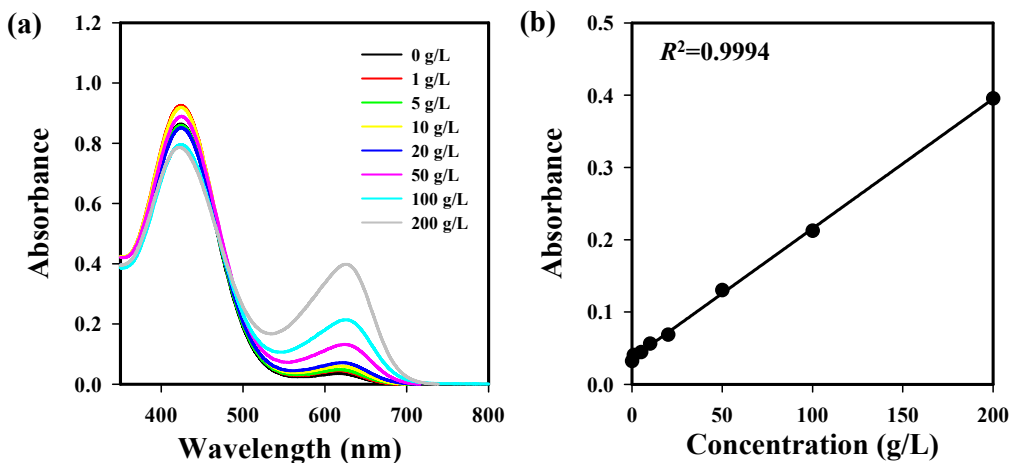 (a)
Absorbance
1.2
1.0
0.8
0.6
0.4
0.2
0.0
400
500
600
700
800
Wavelength (nm)
0 g/L
1 g/L
5 g/L
10 g/L
20 g/L
50 g/L
100 g/L
200 g/L
(b)
Absorbance
0.5
0.4
0.3
0.2
0.1
0.0
0
50
100
150
200
Concentration (g/L)
R²=0.9994